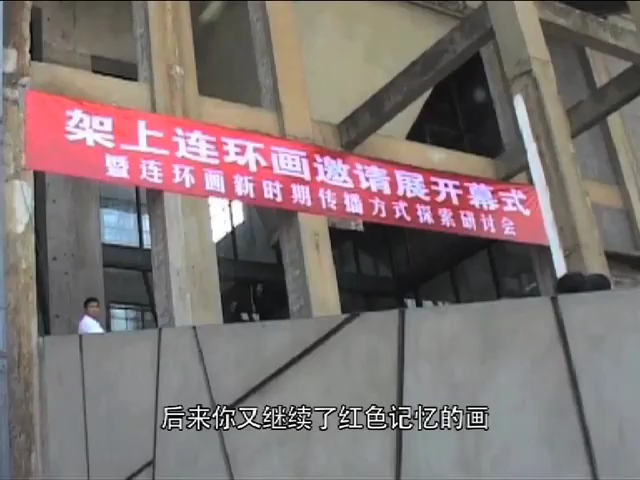 架上连环画邀请展开幕式
暨连环画新时期传播方式探索研讨会
后来你又继续了红色记忆的画